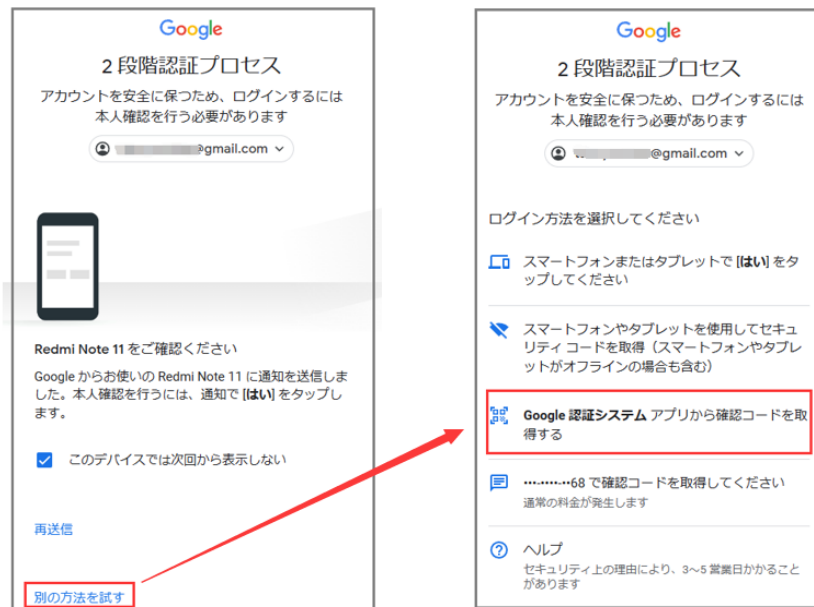 Google
2 段階認証プロセス
アカウントを安全に保つため、ログインするには
本人確認を行う必要があります
@gmail.com
Redmi Note 11 をご確認ください
Google からお使いの Redmi Note 11 に通知を送信しま
した。本人確認を行うには、通知で [はい] をタップし
ます。
このデバイスでは次回から表示しない
再送信
別の方法を試す
Google
2 段階認証プロセス
アカウントを安全に保つため、ログインするには
本人確認を行う必要があります
@gmail.com
ログイン方法を選択してください
スマートフォンまたはタブレットで [はい] をタ
ップしてください
スマートフォンやタブレットを使用してセキュ
リティ コードを取得（スマートフォンやタブレ
ットがオフラインの場合も含む）
Google 認証システム アプリから確認コードを取
得する
•••-••••-••68 で確認コードを取得してください
通常の料金が発生します
ヘルプ
セキュリティ上の理由により、3～5 営業日かかること
があります